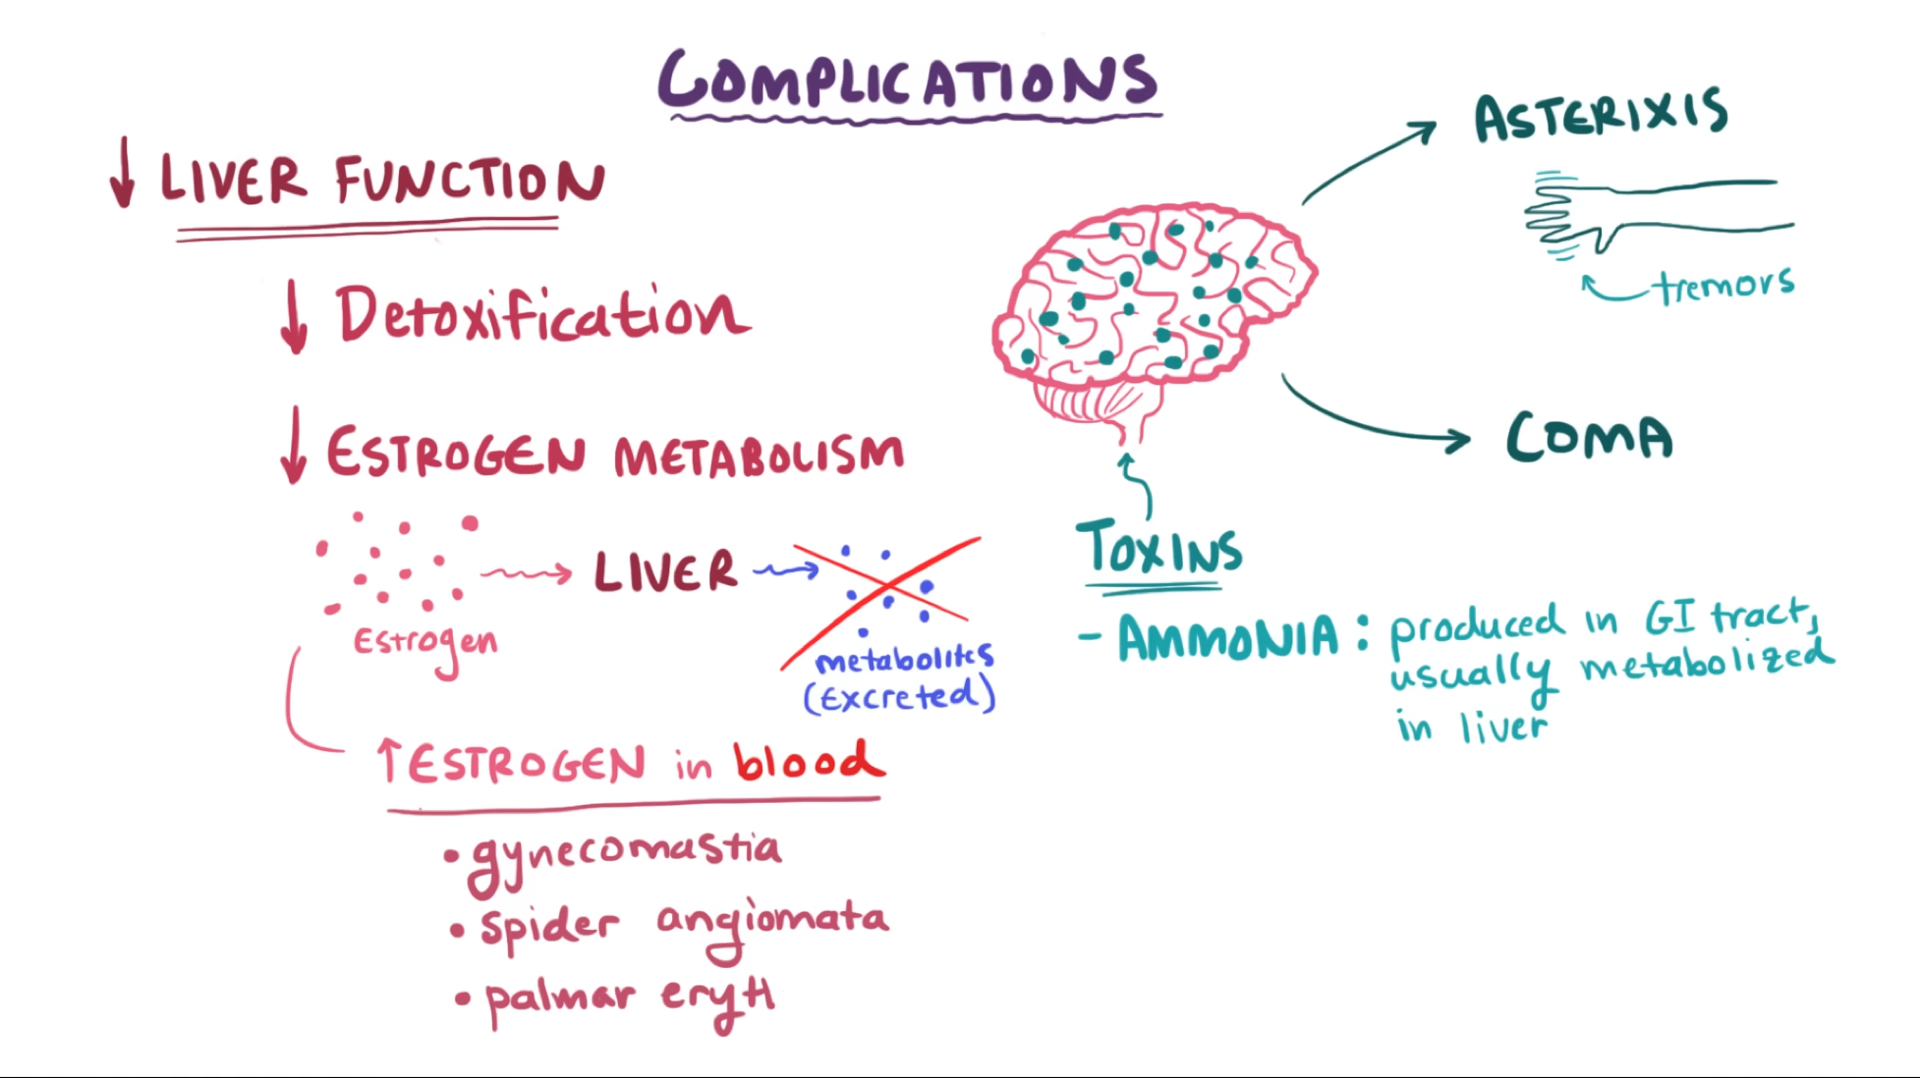 COMPLICATIONS
↓ LIVER FUNCTION
↓ Detoxification
↓ ESTROGEN METABOLISM
Estrogen
LIVER
metabolites
(Excreted)
↑ESTROGEN in blood
• gynecomastia
• spider angiomata
• palmar eryth
ASTERIXIS
tremors
COMA
TOXINS
- AMMONIA : produced in GI tract,
usually metabolized
in liver